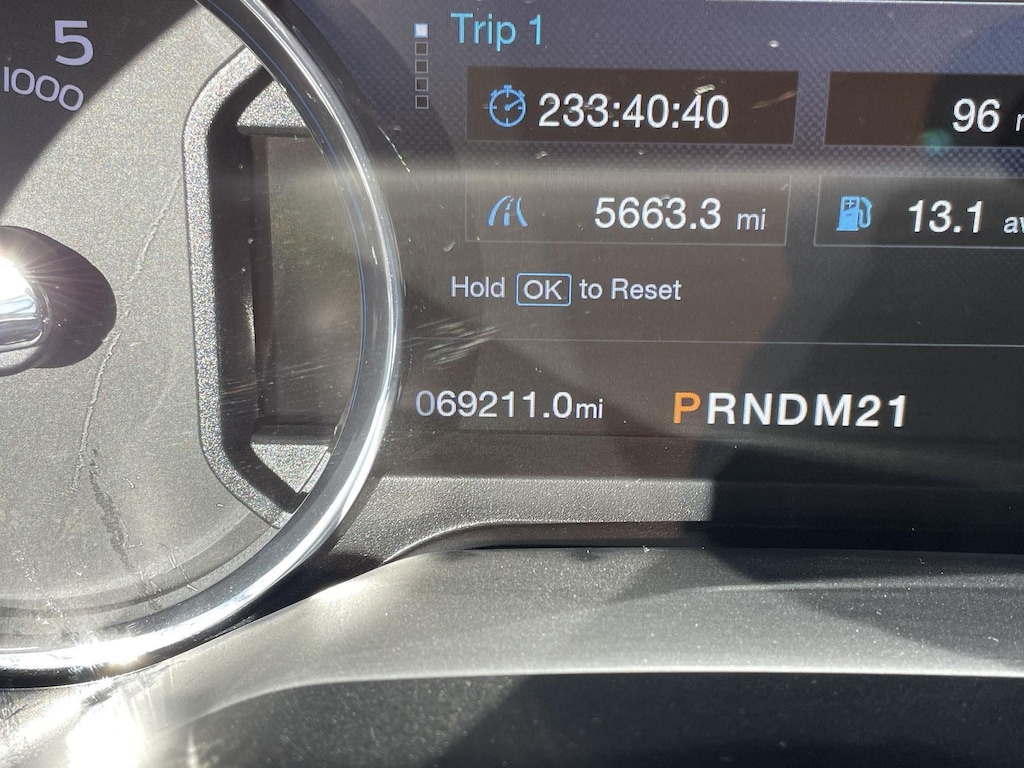 5
1000
Trip 1
233:40:40
96
5663.3 mi
13.1
Hold OK to Reset
069211.0mi
PRNDM21